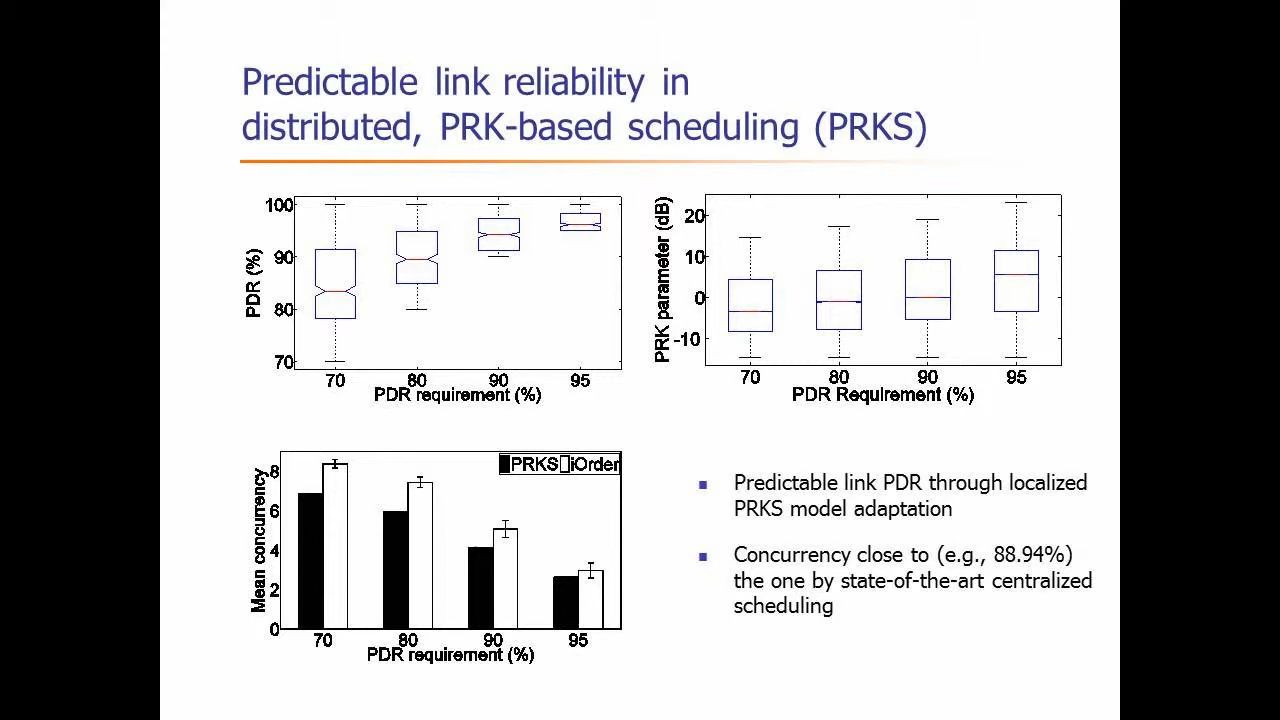 Predictable link reliability in
distributed, PRK-based scheduling (PRKS)
100
90
80
70
PDR (%)
70 80 90 95
PDR requirement (%)
20
10
0
-10
PRK parameter (dB)
70 80 90 95
PDR Requirement (%)
8
6
4
2
0
Mean concurrency
PRKS iOrder
70 80 90 95
PDR requirement (%)
Predictable link PDR through localized
PRKS model adaptation
Concurrency close to (e.g., 88.94%)
the one by state-of-the-art centralized
scheduling